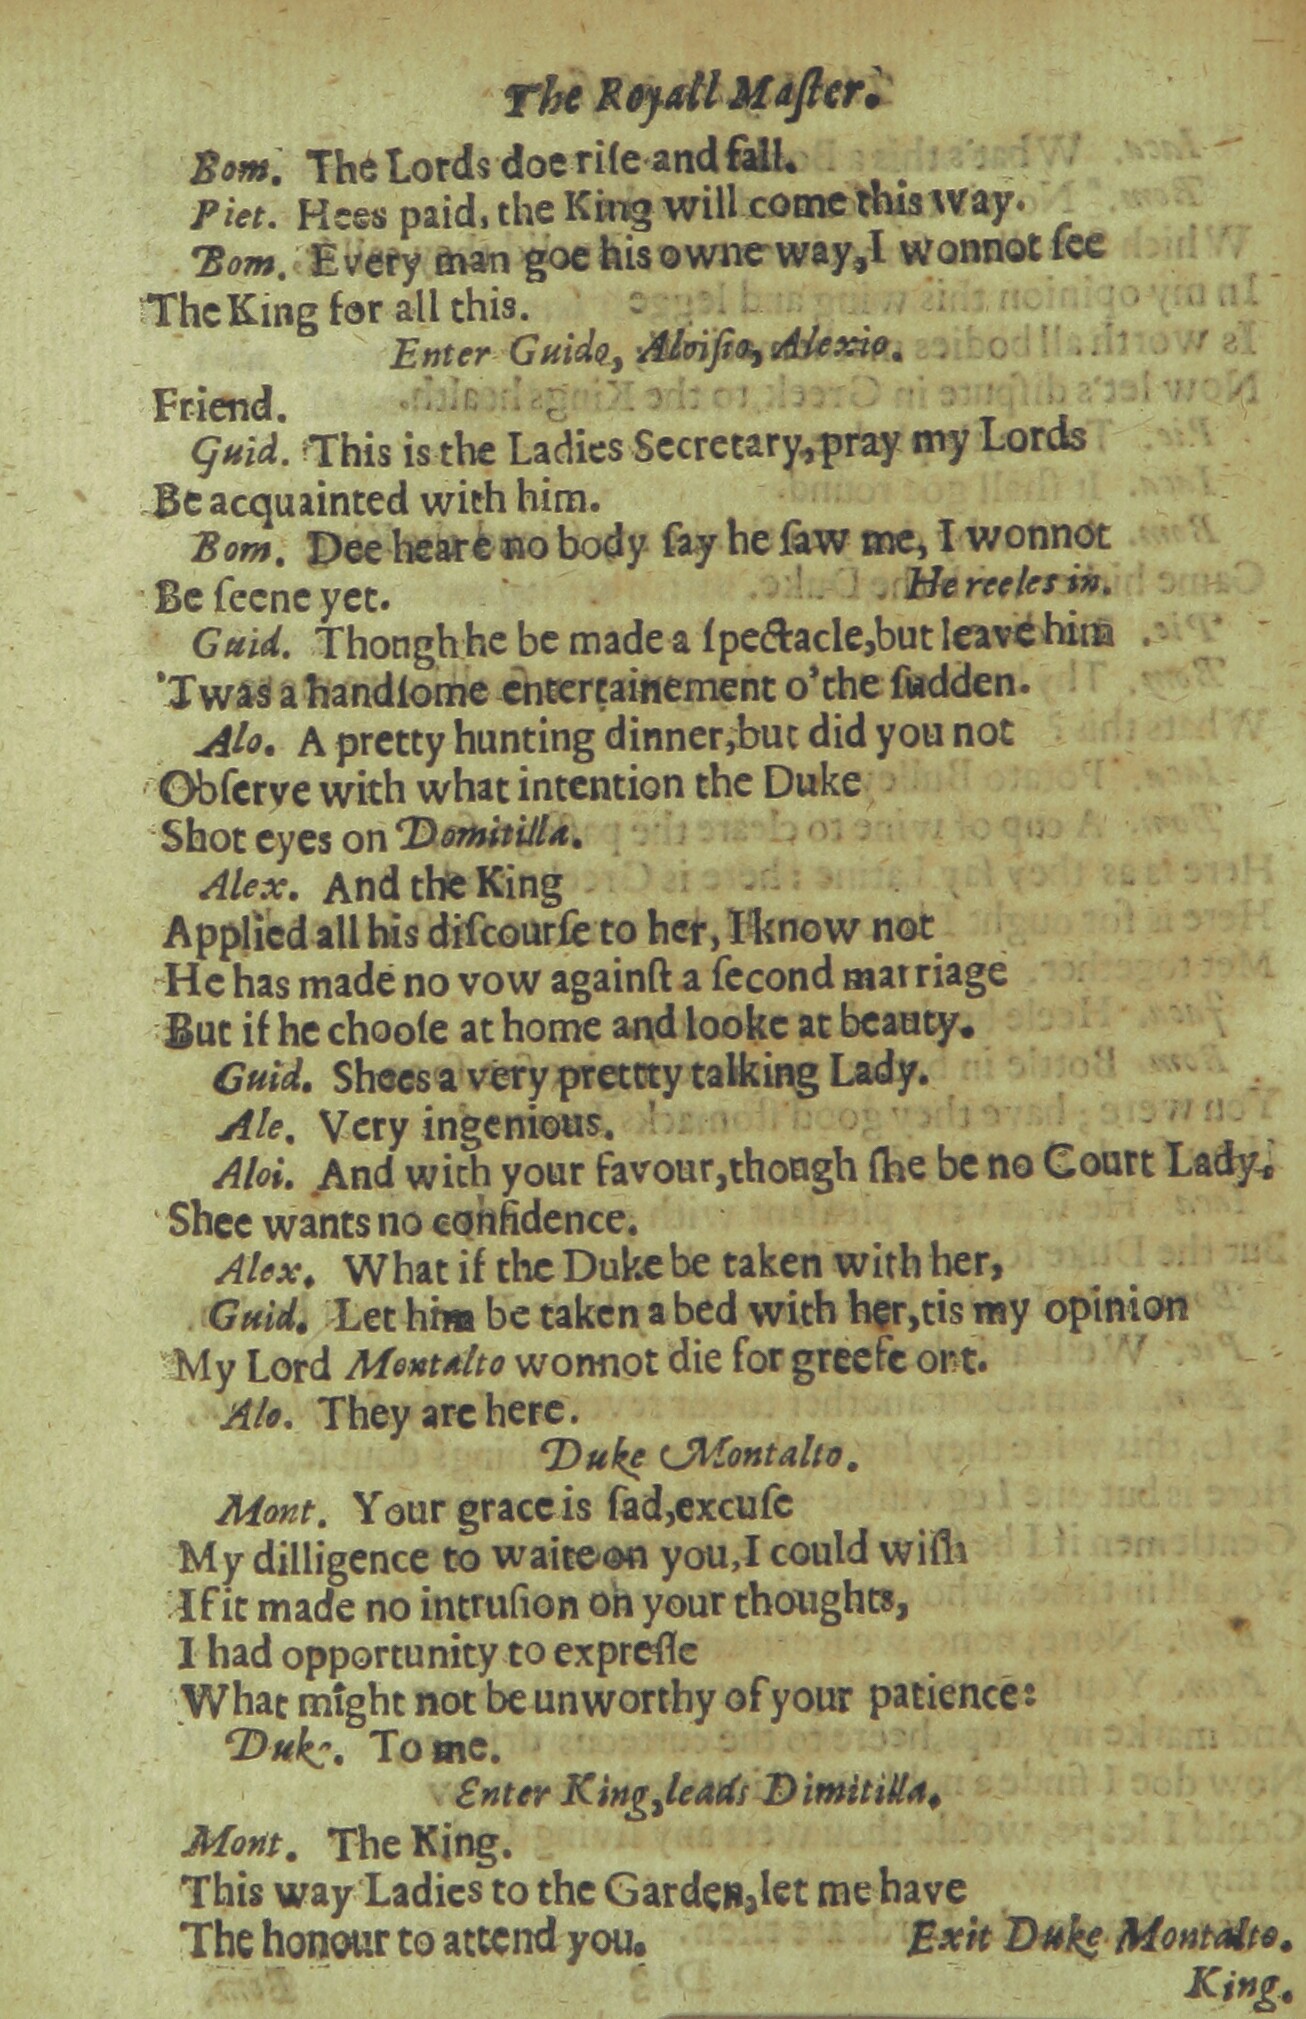 The Royall Maſter.
Bom. The Lords doe riſe and fall.
Piet. Hees paid, the King will come this way.
Bom. Every man goe his owne way, I wonnot ſee
The King for all this.
Enter Guido, Aloiſio, Alexio.
Friend.
Guid. This is the Ladies Secretary, pray my Lords
Be acquainted with him.
Bom. Dee heare no body ſay he ſaw me, I wonnot
Be ſeene yet. He reeles in.
Guid. Though he be made a ſpectacle, but leave him
'Twas a handſome entertainement o'the ſudden.
Alo. A pretty hunting dinner, but did you not
Obſerve with what intention the Duke
Shot eyes on Domitilla.
Alex. And the King
Applied all his diſcourſe to her, I know not
He has made no vow againſt a ſecond marriage
But if he chooſe at home and looke at beauty.
Guid. Shees a very prettty talking Lady.
Ale. Very ingenious.
Aloi. And with your favour, though ſhe be no Court Lady.
Shee wants no confidence.
Alex. What if the Duke be taken with her,
Guid. Let him be taken a bed with her, tis my opinion
My Lord Montalto wonnot die for greefe ont.
Alo. They are here.
Duke Montalto.
Mont. Your grace is ſad, excuſe
My dilligence to waite on you, I could wiſh
If it made no intruſion on your thoughts,
I had opportunity to expreſſe
What might not be unworthy of your patience:
Duke. To me.
Enter King, leads Dimitilla.
Mont. The King.
This way Ladies to the Garden, let me have
The honour to attend you. Exit Duke Montalto.
King.